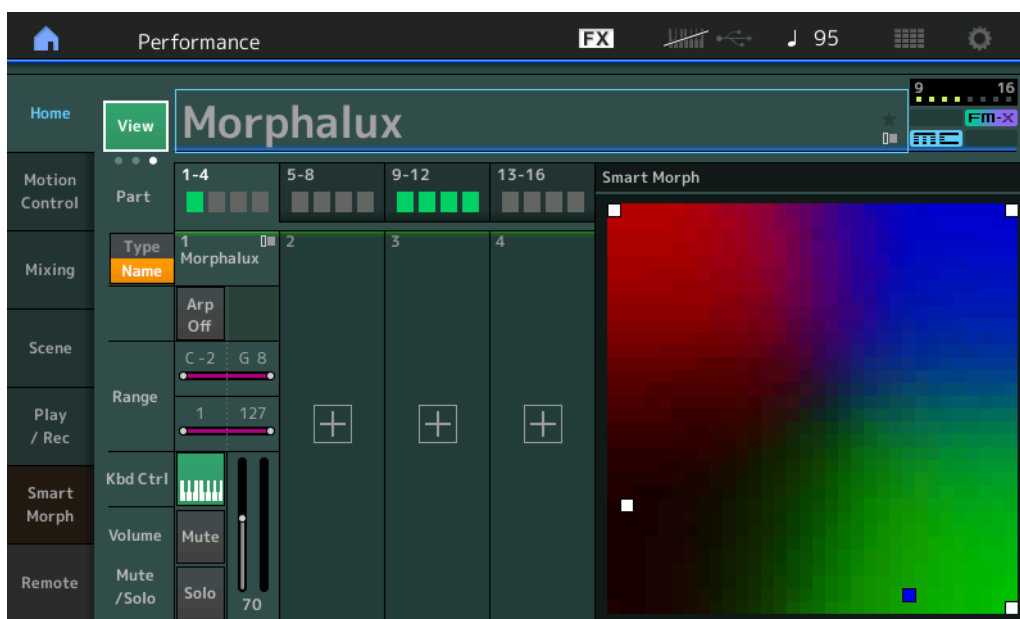 Performance FX ♩ 95
Home
View
Morphalux
9 16
FM-X
MC
Motion
Control
Part
1-4 5-8 9-12 13-16 Smart Morph
Mixing
Type
Name
1 2 3 4
Morphalux
Arp
Off
Scene
Range
C -2 G 8
1 127
Play
/ Rec
Smart
Morph
Kbd Ctrl
Volume
Mute
Remote
Mute
/Solo
Solo
70